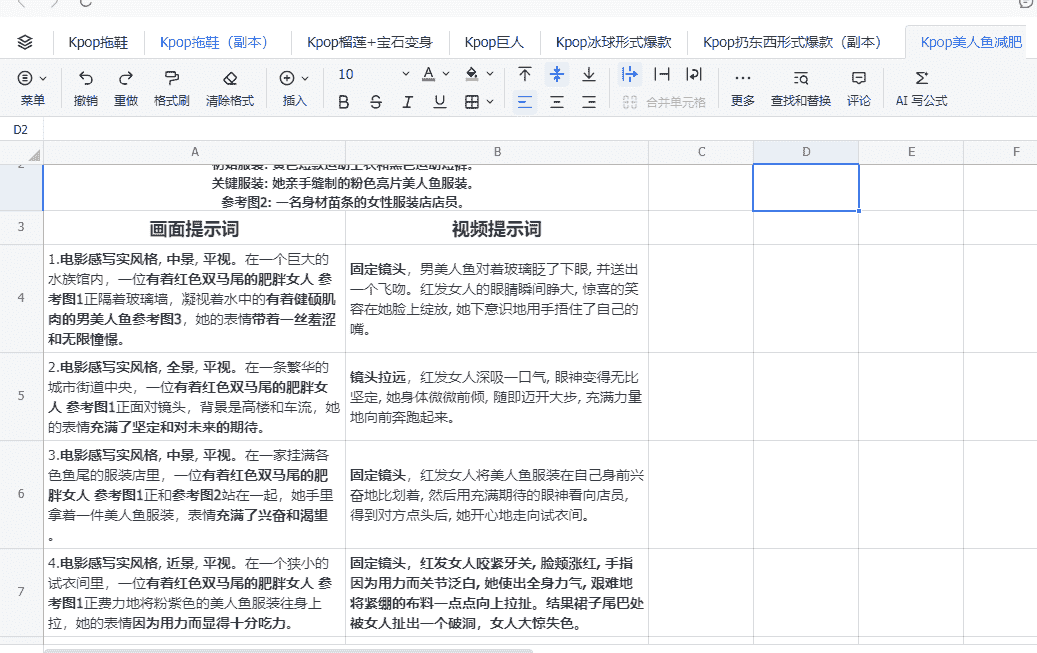 Kpop拖鞋
Kpop拖鞋（副本）
Kpop榴莲+宝石变身
Kpop巨人
Kpop冰球形式爆款
Kpop扔东西形式爆款（副本）
Kpop美人鱼减肥
10
A
菜单
撤销
重做
格式刷
清除格式
插入
B S I U
合并单元格
更多
查找和替换
评论
AI 写公式
D2
A B C D E F
2
初始服装: 黄色短款运动上衣和黑色运动短裤。
关键服装: 她亲手缝制的粉色亮片美人鱼服装。
参考图2: 一名身材苗条的女性服装店店员。
3
画面提示词
视频提示词
4
1.电影感写实风格, 中景, 平视。在一个巨大的
水族馆内，一位有着红色双马尾的肥胖女人 参
考图1正隔着玻璃墙，凝视着水中的有着健硕肌
肉的男美人鱼参考图3，她的表情带着一丝羞涩
和无限憧憬。
固定镜头，男美人鱼对着玻璃眨了下眼, 并送出
一个飞吻。红发女人的眼睛瞬间睁大, 惊喜的笑
容在她脸上绽放, 她下意识地用手捂住了自己的
嘴。
5
2.电影感写实风格, 全景, 平视。在一条繁华的
城市街道中央，一位有着红色双马尾的肥胖女
人 参考图1正面对镜头，背景是高楼和车流，她
的表情充满了坚定和对未来的期待。
镜头拉远，红发女人深吸一口气, 眼神变得无比
坚定, 她身体微微前倾, 随即迈开大步, 充满力量
地向前奔跑起来。
6
3.电影感写实风格, 中景, 平视。在一家挂满各
色鱼尾的服装店里，一位有着红色双马尾的肥
胖女人 参考图1正和参考图2站在一起，她手里
拿着一件美人鱼服装，表情充满了兴奋和渴望
。
固定镜头，红发女人将美人鱼服装在自己身前兴
奋地比划着, 然后用充满期待的眼神看向店员,
得到对方点头后, 她开心地走向试衣间。
7
4.电影感写实风格, 近景, 平视。在一个狭小的
试衣间里，一位有着红色双马尾的肥胖女人 参
考图1正费力地将粉紫色的美人鱼服装往身上
拉，她的表情因为用力而显得十分吃力。
固定镜头，红发女人咬紧牙关, 脸颊涨红, 手指
因为用力而关节泛白, 她使出全身力气, 艰难地
将紧绷的布料一点点向上拉扯。结果裙子尾巴处
被女人扯出一个破洞，女人大惊失色。